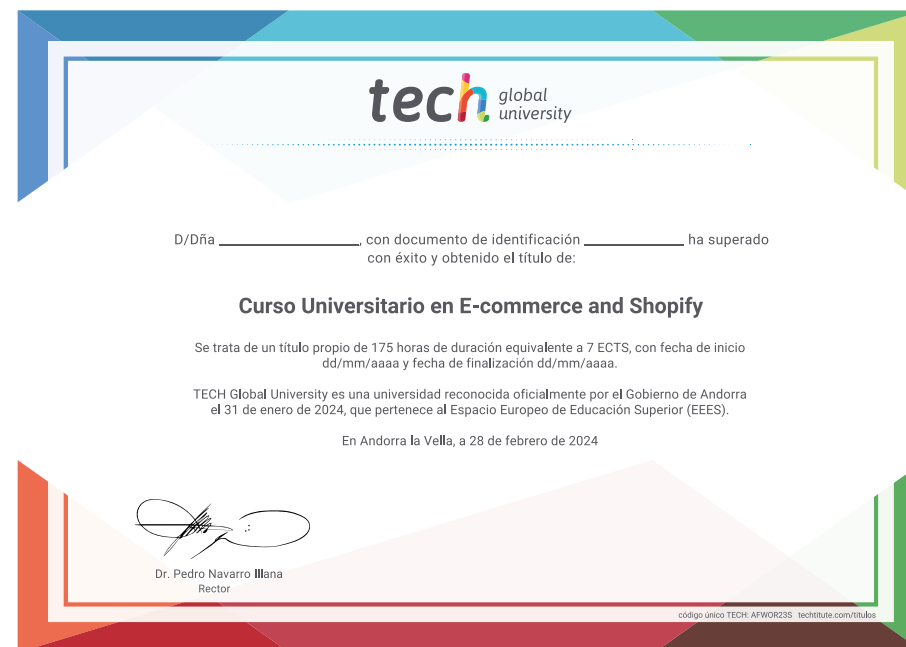 tech global
university
D/Dña ____________________, con documento de identificación ______________ ha superado
con éxito y obtenido el título de:
Curso Universitario en E-commerce and Shopify
Se trata de un título propio de 175 horas de duración equivalente a 7 ECTS, con fecha de inicio
dd/mm/aaaa y fecha de finalización dd/mm/aaaa.
TECH Global University es una universidad reconocida oficialmente por el Gobierno de Andorra
el 31 de enero de 2024, que pertenece al Espacio Europeo de Educación Superior (EEES).
En Andorra la Vella, a 28 de febrero de 2024
Dr. Pedro Navarro Illana
Rector
código único TECH: AFWOR23S techtitute.com/titulos